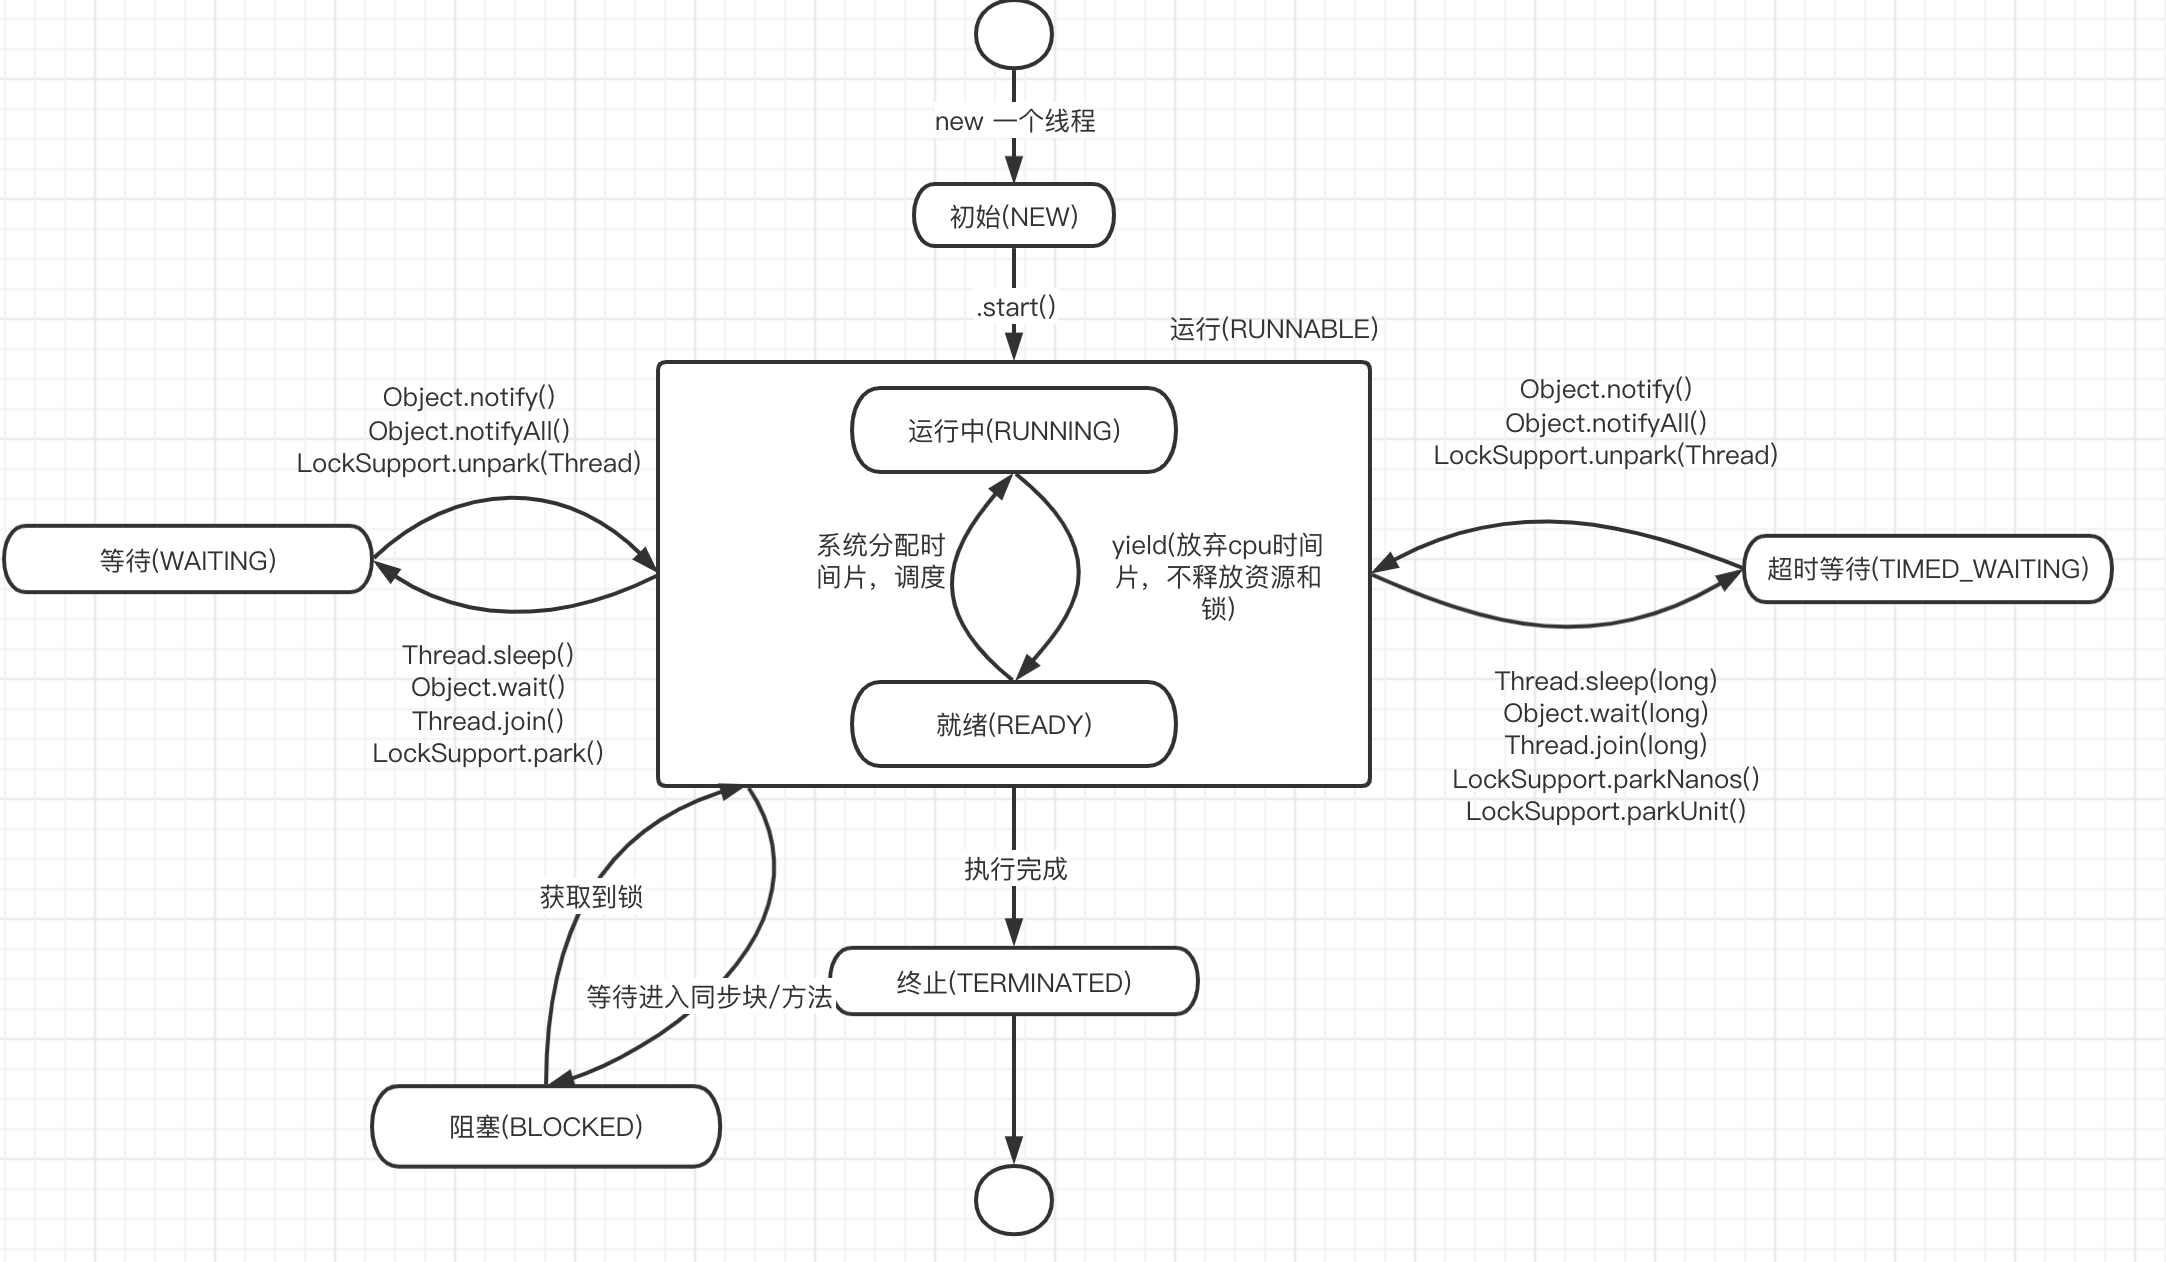 new 一个线程
初始(NEW)
.start()
运行(RUNNABLE)
Object.notify()
Object.notifyAll()
LockSupport.unpark(Thread)
运行中(RUNNING)
Object.notify()
Object.notifyAll()
LockSupport.unpark(Thread)
等待(WAITING)
系统分配时
间片，调度
yield(放弃cpu时间
片，不释放资源和
锁)
超时等待(TIMED_WAITING)
Thread.sleep()
Object.wait()
Thread.join()
LockSupport.park()
就绪(READY)
Thread.sleep(long)
Object.wait(long)
Thread.join(long)
LockSupport.parkNanos()
LockSupport.parkUnit()
获取到锁
执行完成
等待进入同步块/方法
终止(TERMINATED)
阻塞(BLOCKED)